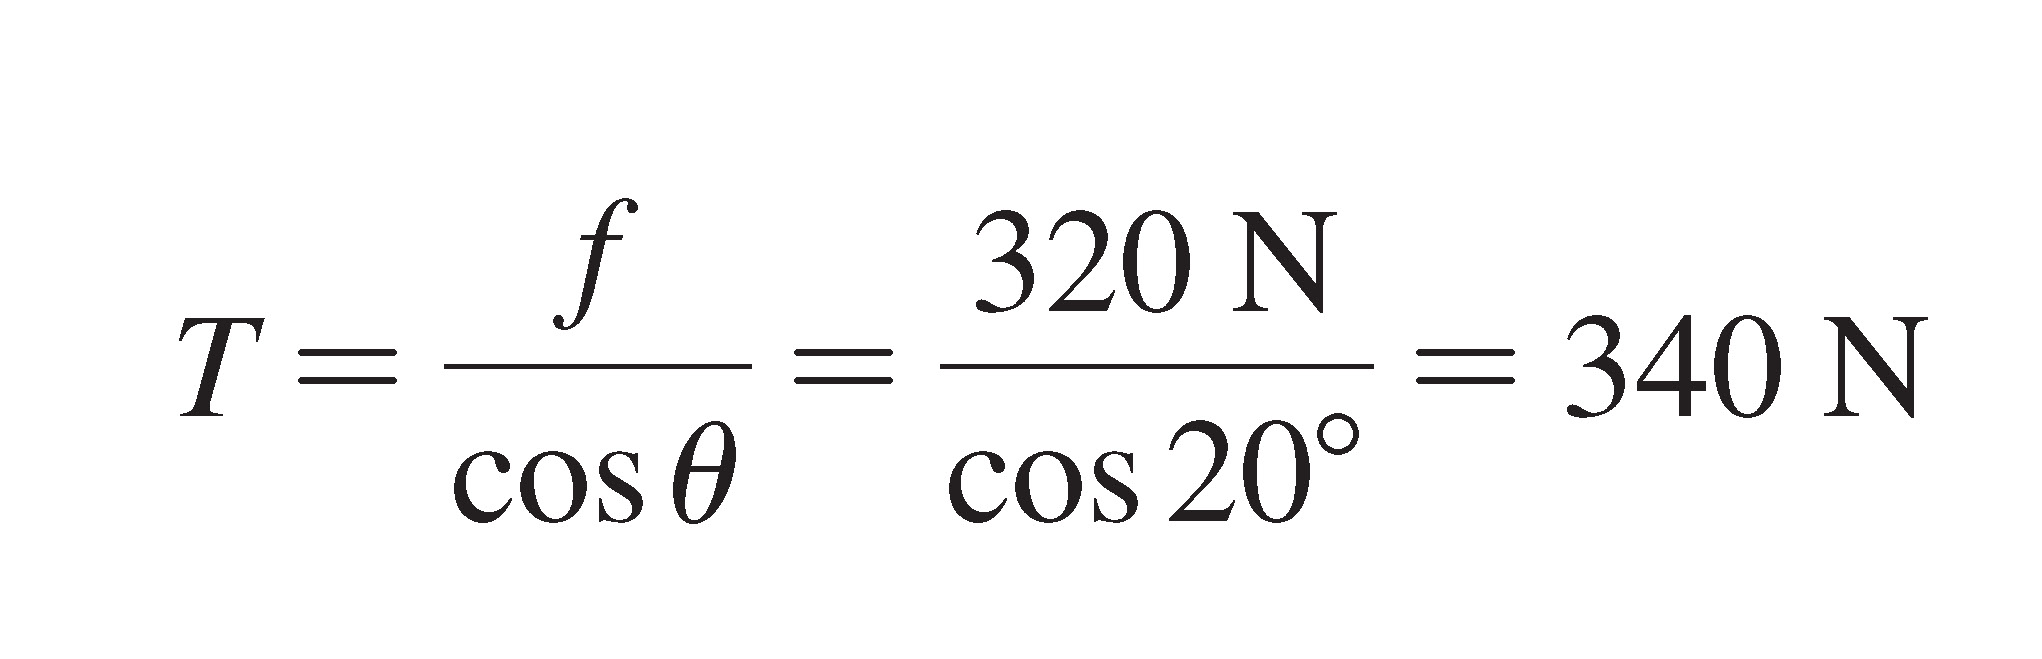 T = f / cos θ = 320 N / cos 20° = 340 N